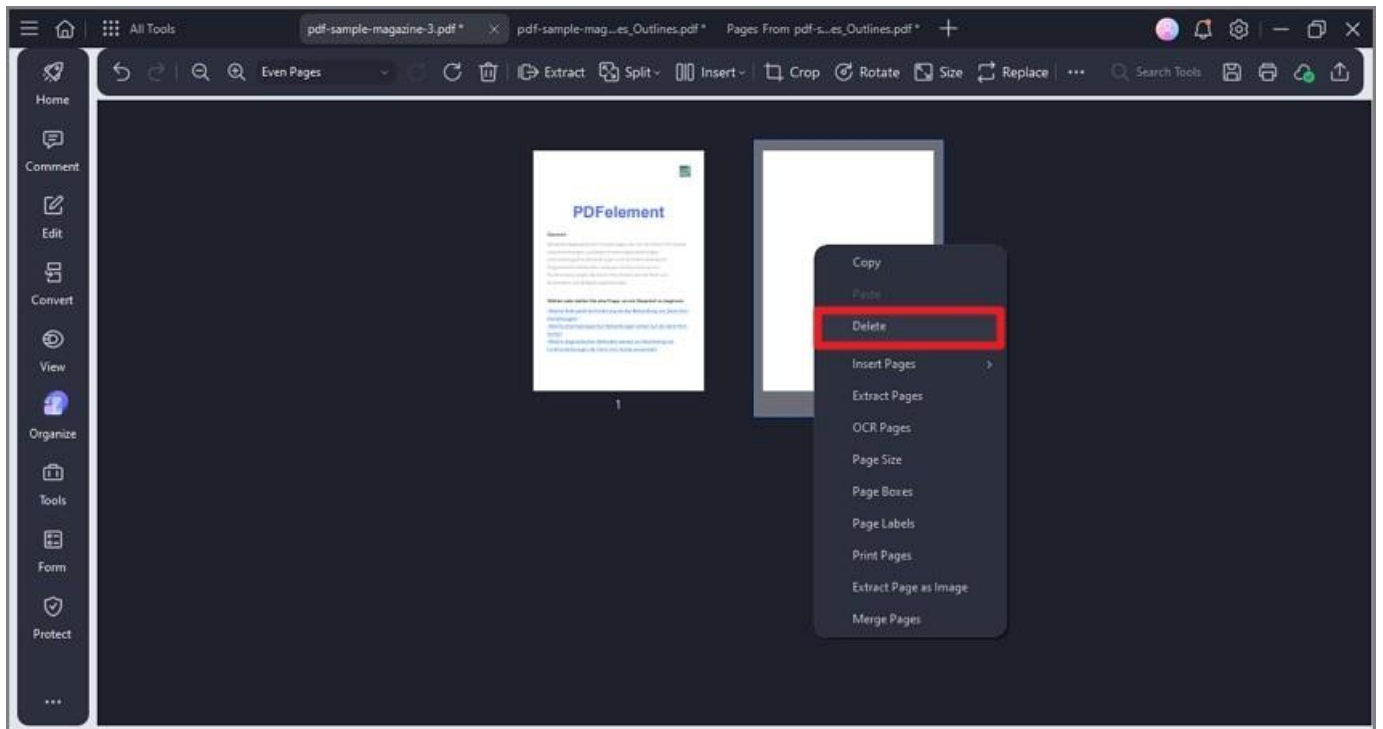 All Tools
pdf-sample-magazine-3.pdf *
pdf-sample-mag...es_Outlines.pdf *
Pages From pdf-s...es_Outlines.pdf *
Even Pages
Extract
Split
Insert
Crop
Rotate
Size
Replace
Search Tools
Home
Comment
Edit
Convert
View
Organize
Tools
Form
Protect
PDFelement
1
Copy
Paste
Delete
Insert Pages
Extract Pages
OCR Pages
Page Size
Page Boxes
Page Labels
Print Pages
Extract Page as Image
Merge Pages